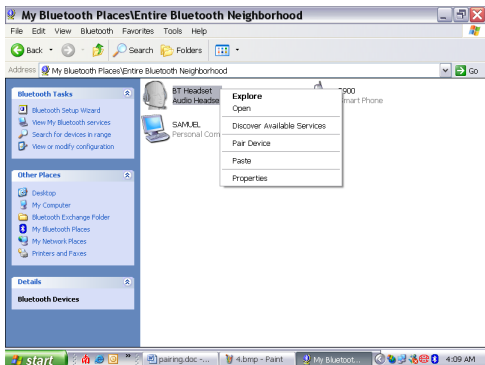 My Bluetooth Places\Entire Bluetooth Neighborhood
File Edit View Bluetooth Favorites Tools Help
Back Search Folders
Address My Bluetooth Places\Entire Bluetooth Neighborhood Go
Bluetooth Tasks
Bluetooth Setup Wizard
View My Bluetooth services
Search for devices in range
View or modify configuration
Other Places
Desktop
My Computer
Bluetooth Exchange Folder
My Bluetooth Places
My Network Places
Printers and Faxes
Details
Bluetooth Devices
BT Headset
Audio Headse
SAMUEL
Personal Com
900
mart Phone
Explore
Open
Discover Available Services
Pair Device
Paste
Properties
start pairing.doc -... 4.bmp - Paint My Bluetoot... 4:09 AM